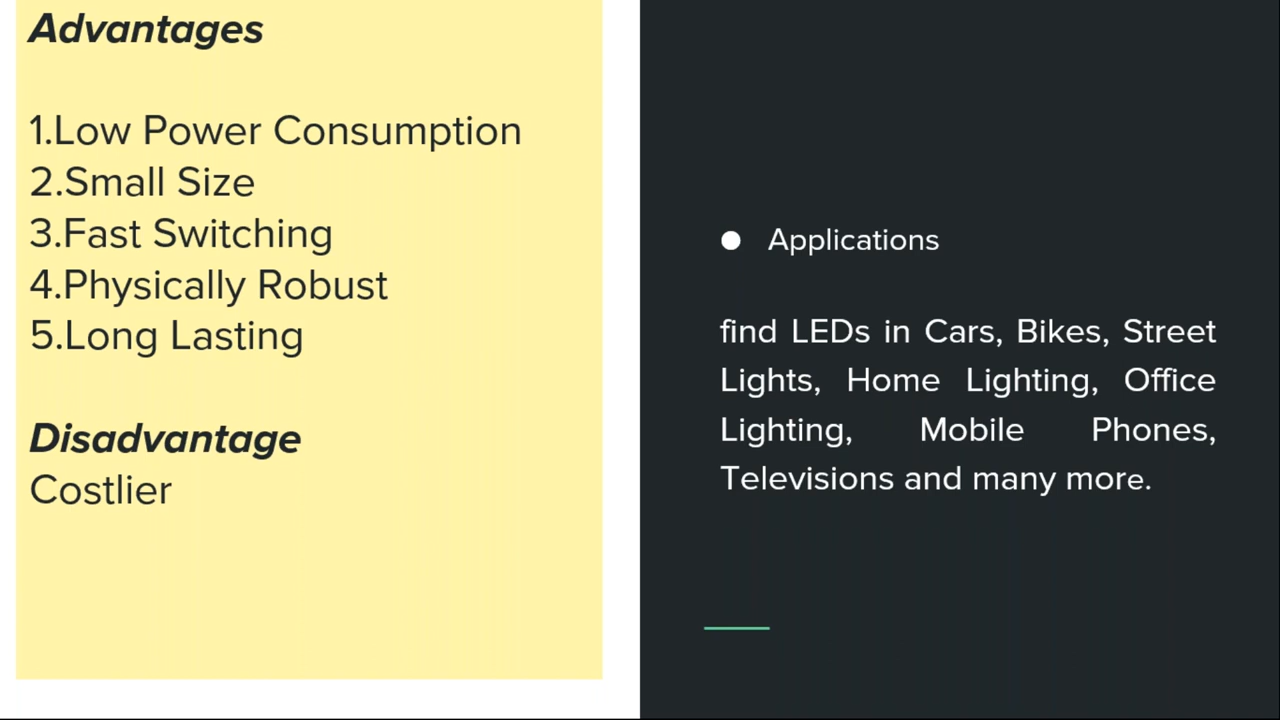 Advantages
1.Low Power Consumption
2.Small Size
3.Fast Switching
4.Physically Robust
5.Long Lasting
Disadvantage
Costlier
● Applications
find LEDs in Cars, Bikes, Street
Lights, Home Lighting, Office
Lighting, Mobile Phones,
Televisions and many more.